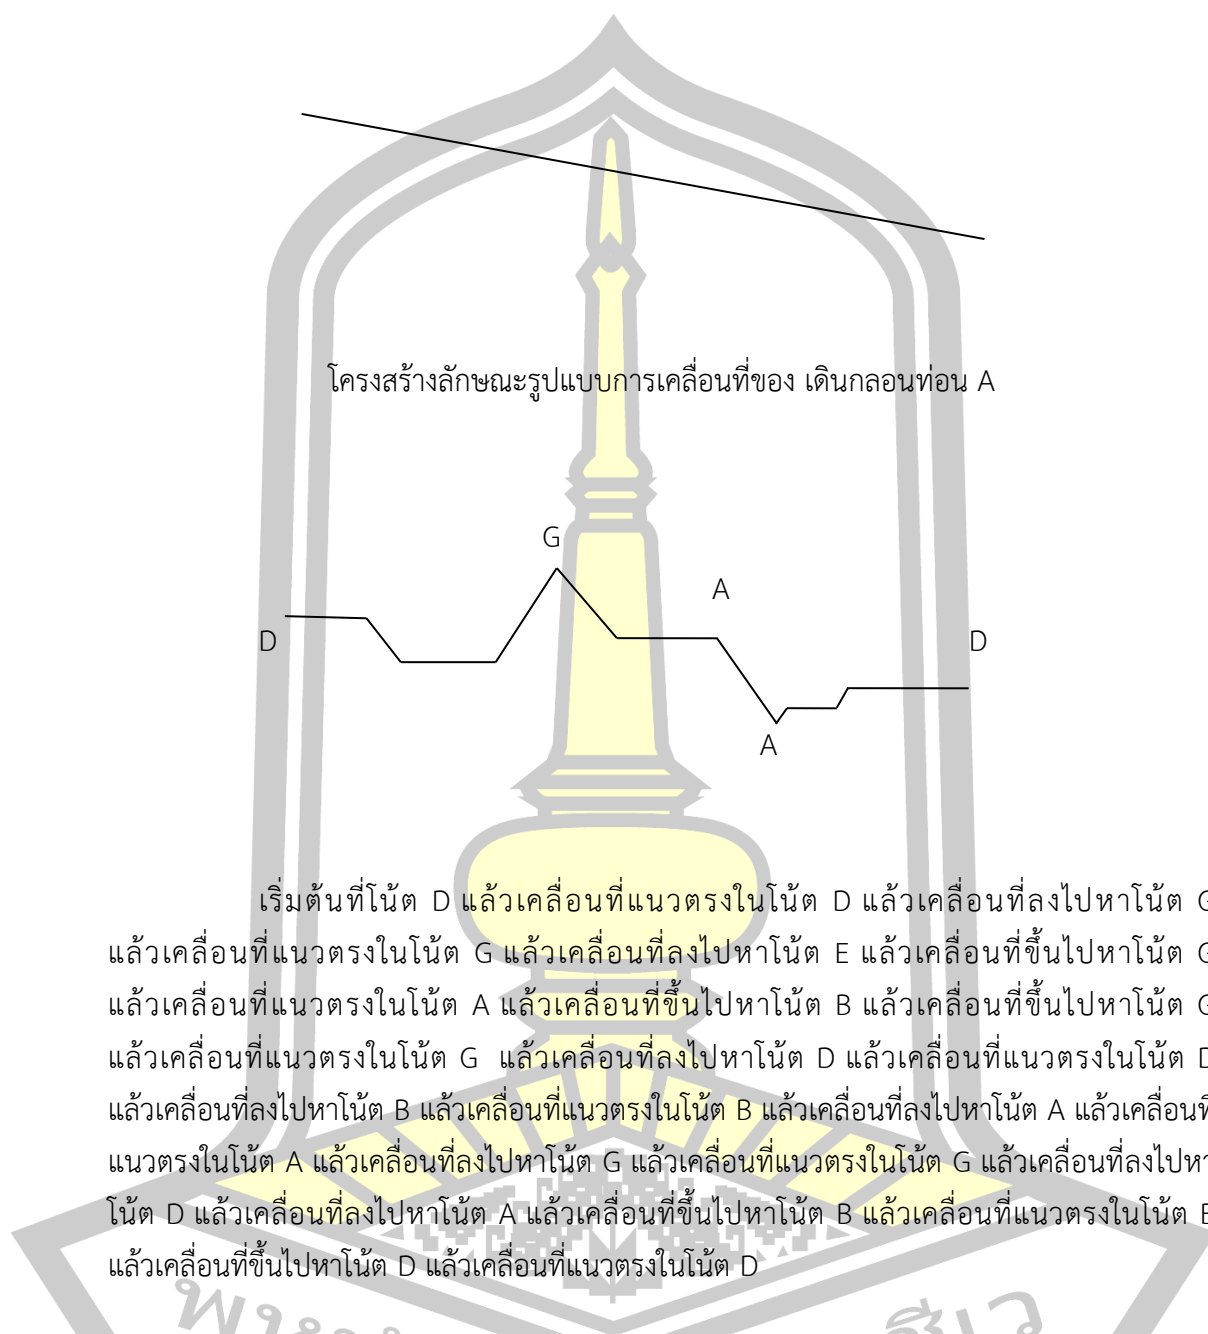 โครงสร้างลักษณะรูปแบบการเคลื่อนที่ของ เดินกลอนท่อน A
G
A
D
D
A
เริ่มต้นที่โน้ต D แล้วเคลื่อนที่แนวตรงในโน้ต D แล้วเคลื่อนที่ลงไปหาโน้ต G
แล้วเคลื่อนที่แนวตรงในโน้ต G แล้วเคลื่อนที่ลงไปหาโน้ต E แล้วเคลื่อนที่ขึ้นไปหาโน้ต G
แล้วเคลื่อนที่แนวตรงในโน้ต A แล้วเคลื่อนที่ขึ้นไปหาโน้ต B แล้วเคลื่อนที่ขึ้นไปหาโน้ต G
แล้วเคลื่อนที่แนวตรงในโน้ต G แล้วเคลื่อนที่ลงไปหาโน้ต D แล้วเคลื่อนที่แนวตรงในโน้ต D
แล้วเคลื่อนที่ลงไปหาโน้ต B แล้วเคลื่อนที่แนวตรงในโน้ต B แล้วเคลื่อนที่ลงไปหาโน้ต A แล้วเคลื่อนที่
แนวตรงในโน้ต A แล้วเคลื่อนที่ลงไปหาโน้ต G แล้วเคลื่อนที่แนวตรงในโน้ต G แล้วเคลื่อนที่ลงไปหา
โน้ต D แล้วเคลื่อนที่ลงไปหาโน้ต A แล้วเคลื่อนที่ขึ้นไปหาโน้ต B แล้วเคลื่อนที่แนวตรงในโน้ต
แล้วเคลื่อนที่ขึ้นไปหาโน้ต D แล้วเคลื่อนที่แนวตรงในโน้ต D